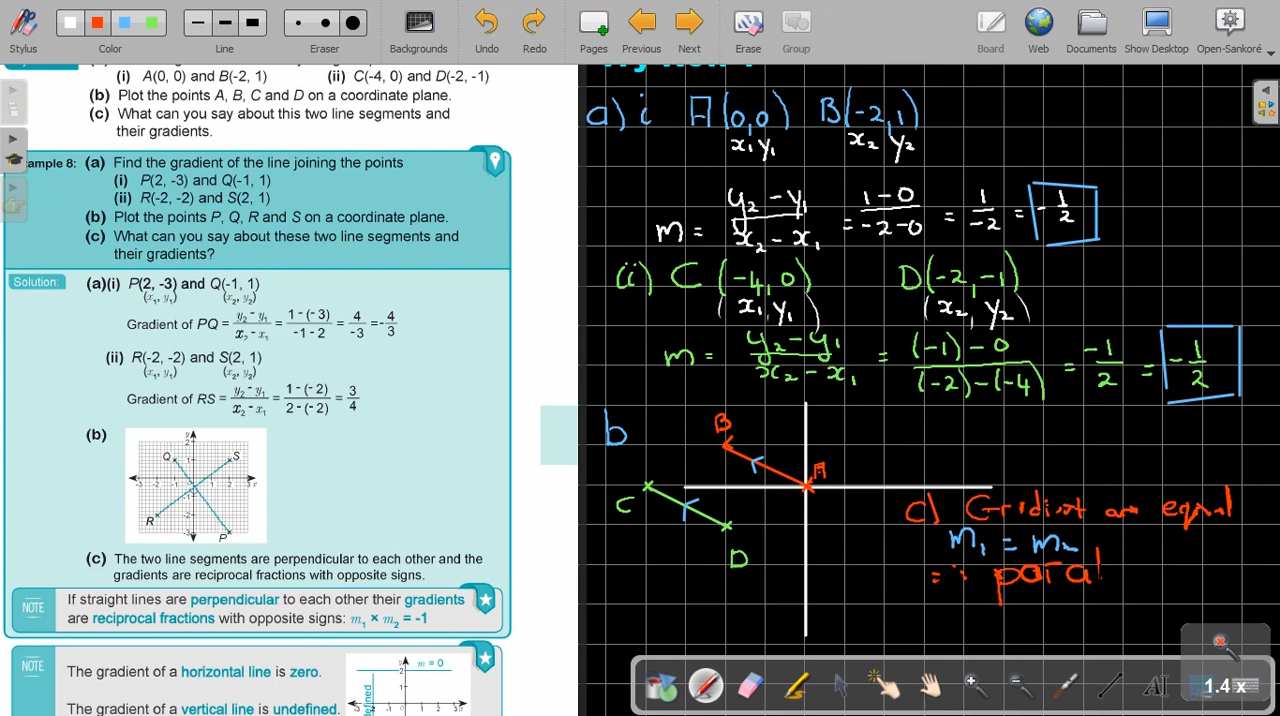 Stylus Color Line Eraser Backgrounds Undo Redo Pages Previous Next Erase Group Board Web Documents Show Desktop Open-Sankoré
(i) A(0, 0) and B(-2, 1) (ii) C(-4, 0) and D(-2, -1)
(b) Plot the points A, B, C and D on a coordinate plane.
(c) What can you say about this two line segments and
their gradients.
ample 8: (a) Find the gradient of the line joining the points
(i) P(2, -3) and Q(-1, 1)
(ii) R(-2, -2) and S(2, 1)
(b) Plot the points P, Q, R and S on a coordinate plane.
(c) What can you say about these two line segments and
their gradients?
Solution: (a)(i) P(2, -3) and Q(-1, 1)
(x₁, y₁) (x₂, y₂)
Gradient of PQ = y₂ − y₁ / x₂ − x₁ = 1 − (−3) / −1 − 2 = 4 / −3 = − 4 / 3
(ii) R(-2, -2) and S(2, 1)
(x₁, y₁) (x₂, y₂)
Gradient of RS = y₂ − y₁ / x₂ − x₁ = 1 − (−2) / 2 − (−2) = 3 / 4
(b)
Q S
R P
(c) The two line segments are perpendicular to each other and the
gradients are reciprocal fractions with opposite signs.
NOTE If straight lines are perpendicular to each other their gradients
are reciprocal fractions with opposite signs: m₁ × m₂ = -1
NOTE The gradient of a horizontal line is zero.
The gradient of a vertical line is undefined.
m = 0
a) i A(0,0) B(-2,1)
x₁ y₁ x₂ y₂
m = y₂ − y₁ / x₂ − x₁ = 1 − 0 / −2 − 0 = 1 / −2 = − 1 / 2
(ii) C (-4,0) D(-2,-1)
(x₁, y₁) (x₂, y₂)
m = y₂ − y₁ / x₂ − x₁ = (−1) − 0 / (−2) − (−4) = −1 / 2 = − 1 / 2
b
B A
C D
c) Gradient are equal
m₁ = m₂
∴ paral
1.4 x